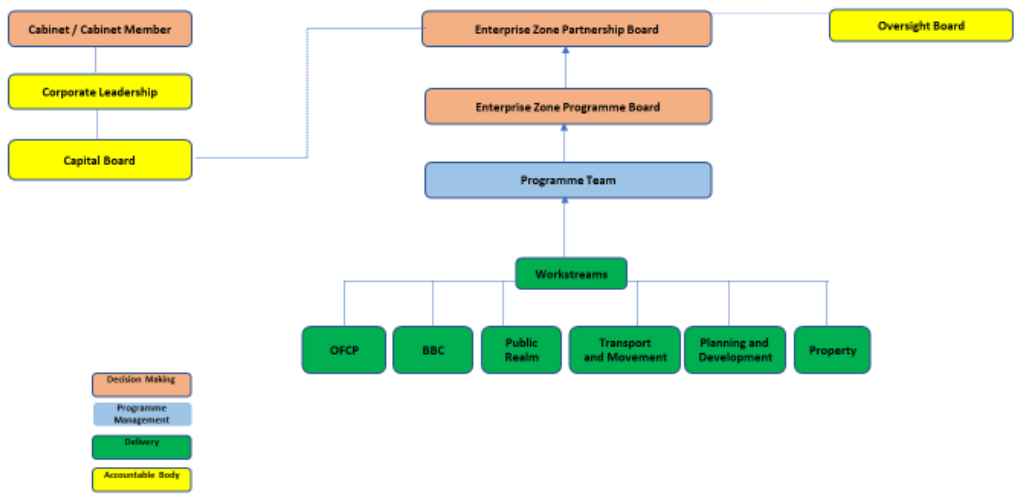 Cabinet / Cabinet Member
Enterprise Zone Partnership Board
Oversight Board
Corporate Leadership
Enterprise Zone Programme Board
Capital Board
Programme Team
Workstreams
OFCP
BBC
Public
Realm
Transport
and Movement
Planning and
Development
Property
Decision Making
Programme
Management
Delivery
Accountable Body